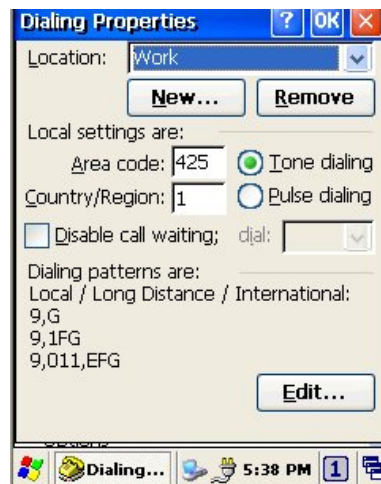 Dialing Properties ? OK X
Location: Work
New... Remove
Local settings are:
Area code: 425 Tone dialing
Country/Region: 1 Pulse dialing
Disable call waiting; dial:
Dialing patterns are:
Local / Long Distance / International:
9,G
9,1FG
9,011,EFG
Edit...
Options
Dialing... 5:38 PM 1